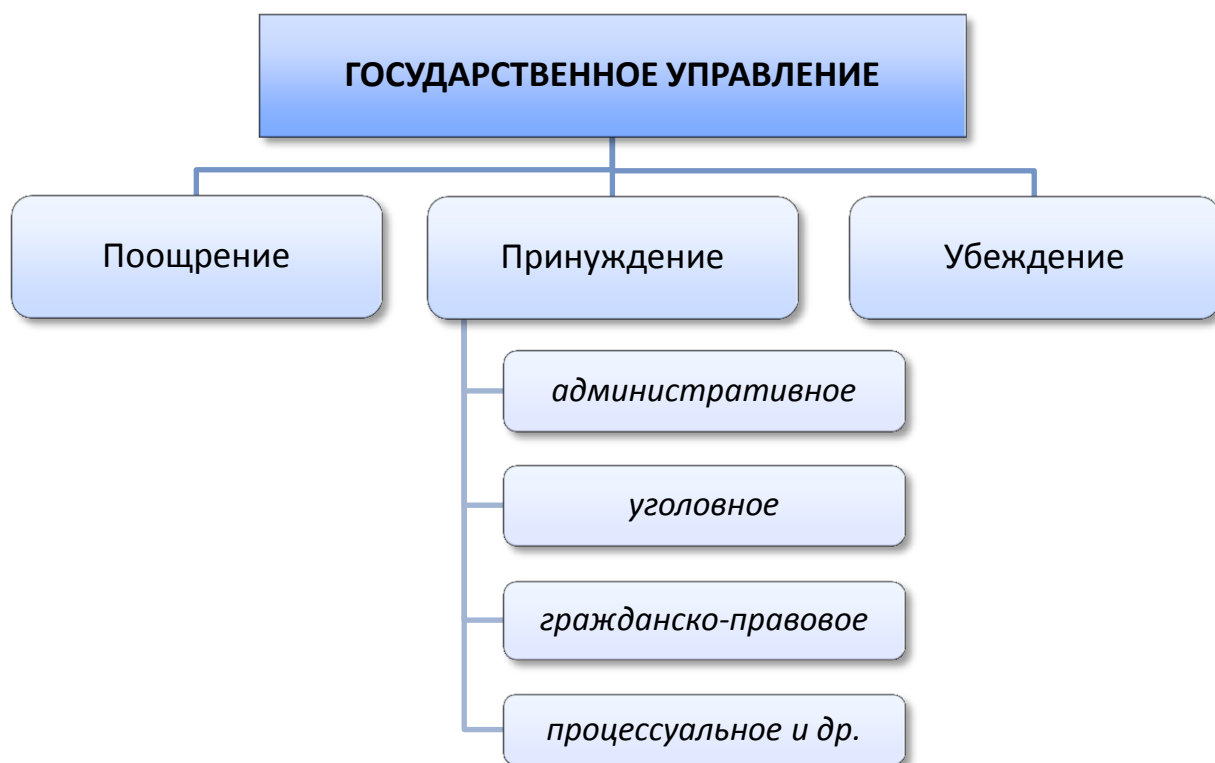 ГОСУДАРСТВЕННОЕ УПРАВЛЕНИЕ
Поощрение
Принуждение
Убеждение
административное
уголовное
гражданско-правовое
процессуальное и др.